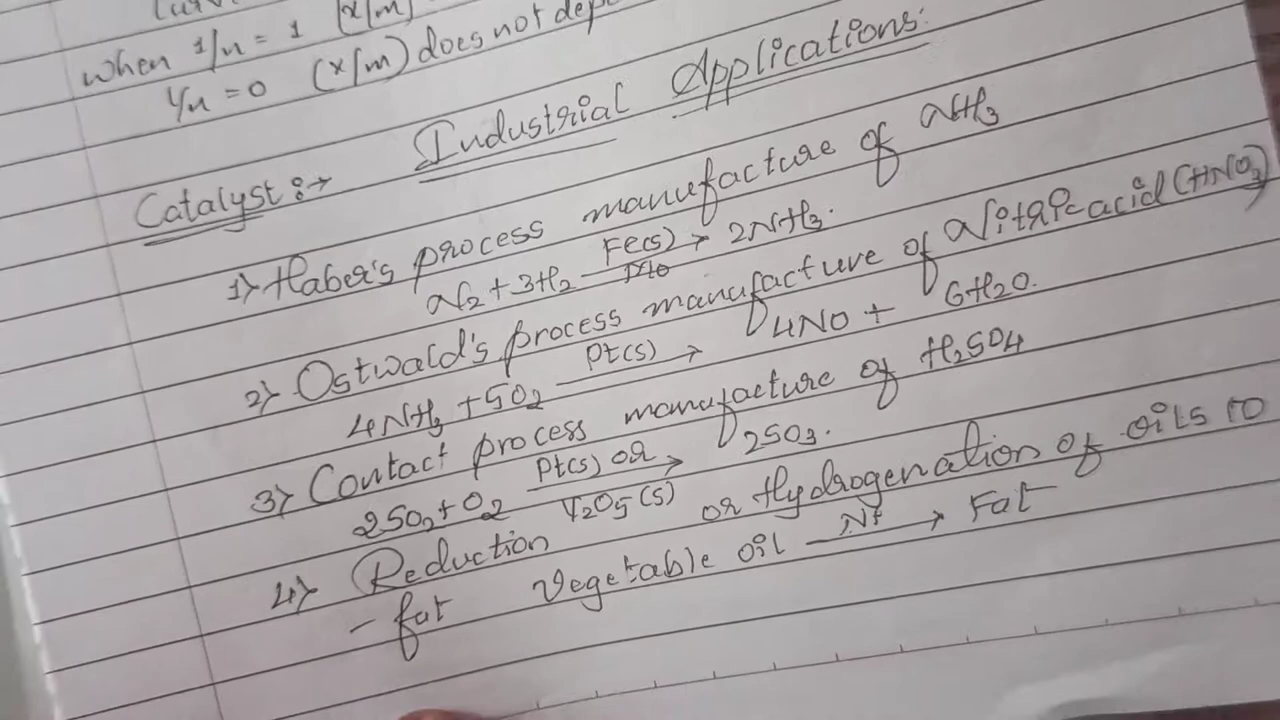 when 1/n = 1 (x/m)
1/n = 0 (x/m) does not dep
Industrial Applications:
Catalyst :→
1) Haber's process manufacture of NH3
N2 + 3H2 Fe(s) → 2NH3.
Mo
2) Ostwald's process manufacture of Nitric acid (HNO3)
4NH3 + 5O2 Pt(s) → 4NO + 6H2O.
3) Contact process manufacture of H2SO4
2SO2 + O2 Pt(s) or → 2SO3.
V2O5(s)
4) Reduction or Hydrogenation of oils to
- fat Vegetable oil Ni → Fat